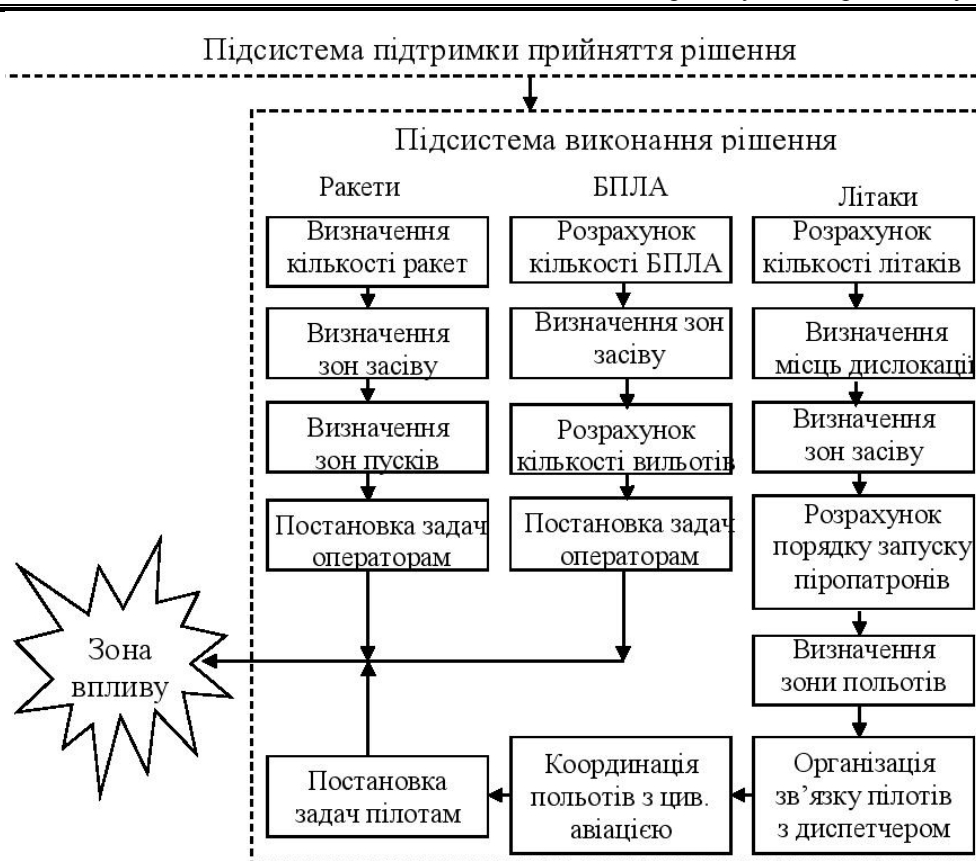 Підсистема підтримки прийняття рішення
Підсистема виконання рішення
Ракети
Визначення
кількості ракет
Визначення
зон засіву
Визначення
зон пусків
Постановка задач
операторам
БПЛА
Розрахунок
кількості БПЛА
Визначення зон
засіву
Розрахунок
кількості вильотів
Постановка задач
операторам
Літаки
Розрахунок
кількості літаків
Визначення
місць дислокації
Визначення
зон засіву
Розрахунок
порядку запуску
піропатронів
Визначення
зони польотів
Організація
зв’язку пілотів
з диспетчером
Координація
польотів з цив.
авіацією
Постановка
задач пілотам
Зона
впливу